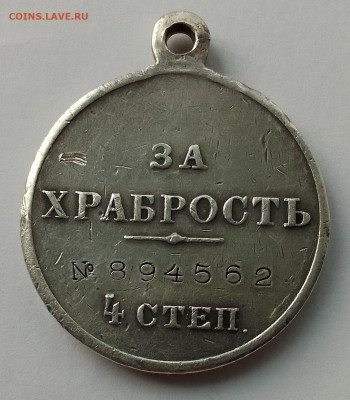 COINS.LAVE.RU
ЗА
ХРАБРОСТЬ
№ 894562
4 СТЕП.